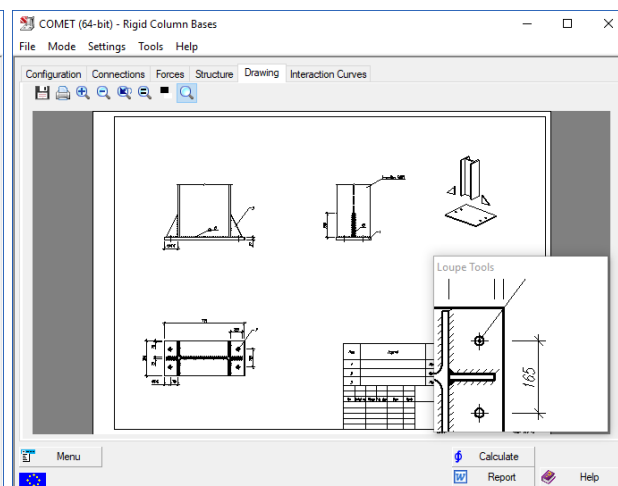 COMET (64-bit) - Rigid Column Bases
File Mode Settings Tools Help
Configuration Connections Forces Structure Drawing Interaction Curves
Loupe Tools
165
Menu
Calculate
Report
Help